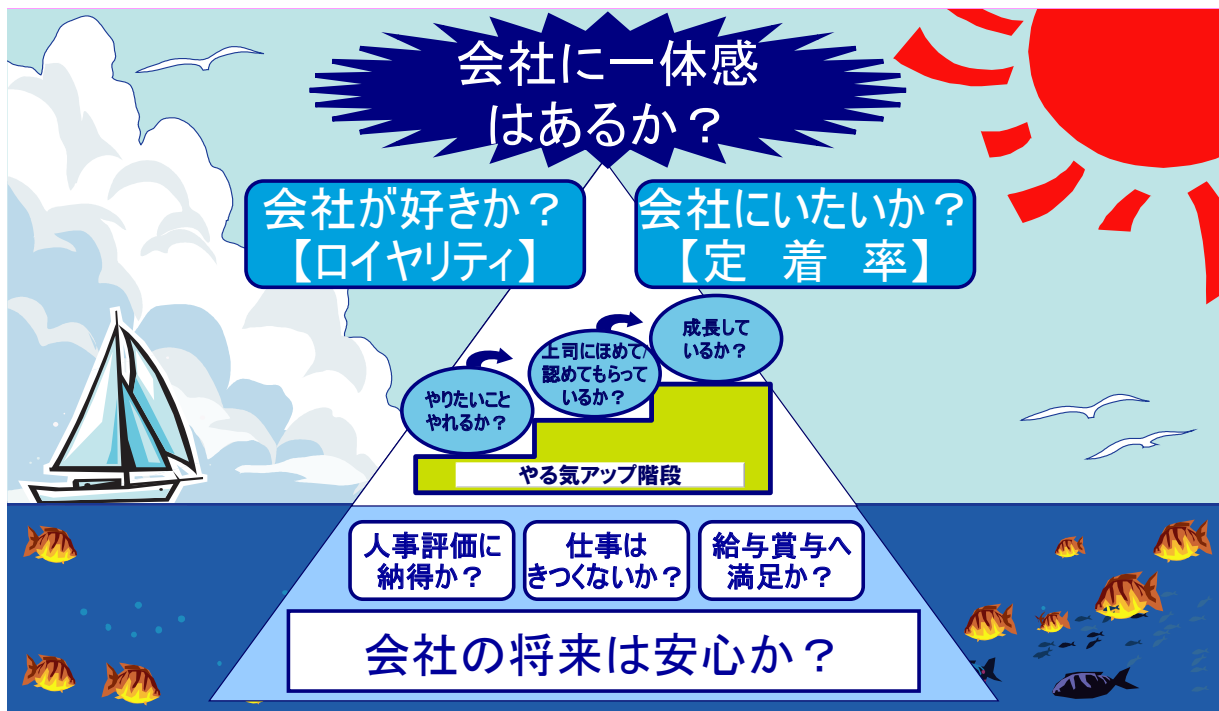 会社に一体感
はあるか？
会社が好きか？
【ロイヤリティ】
会社にいたいか？
【定　着　率】
成長して
いるか？
上司にほめて/
認めてもらって
いるか？
やりたいこと
やれるか？
やる気アップ階段
人事評価に
納得か？
仕事は
きつくないか？
給与賞与へ
満足か？
会社の将来は安心か？